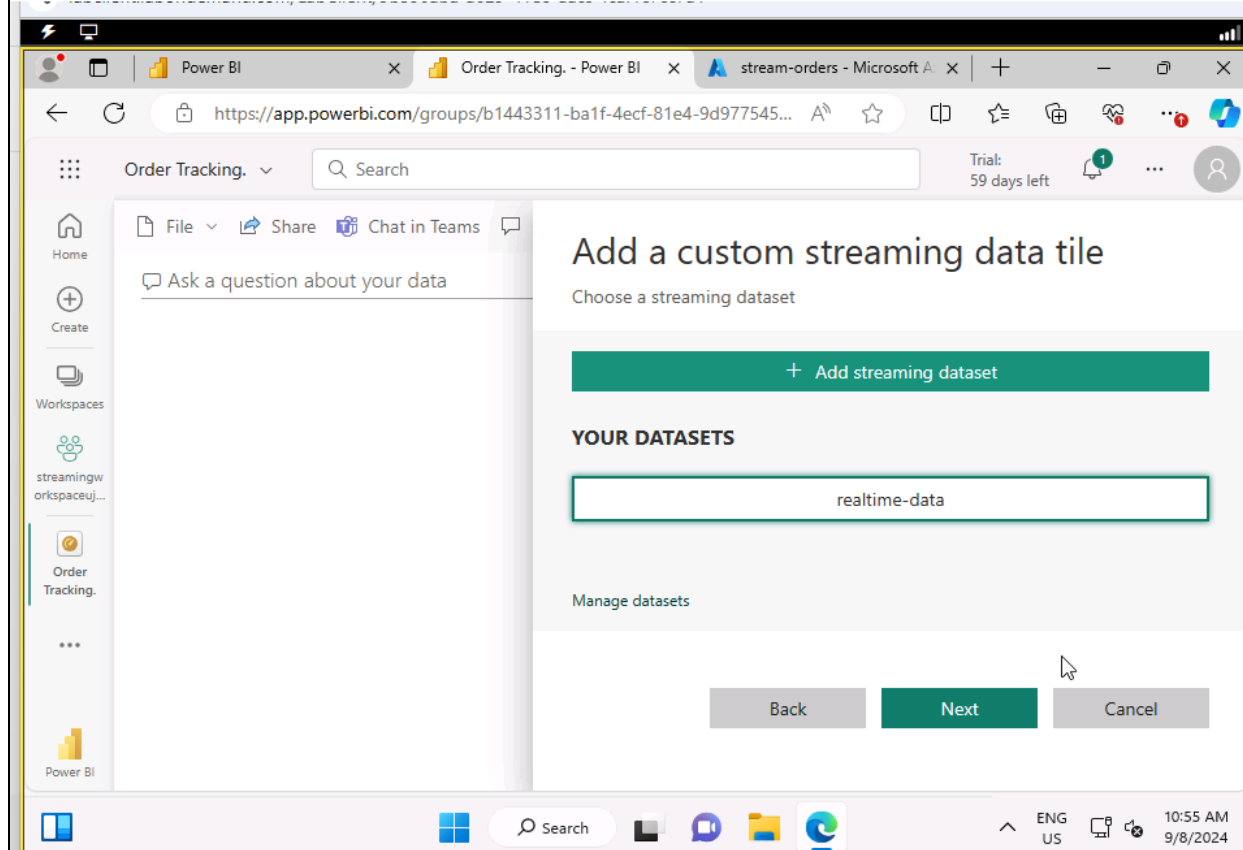 Power BI
Order Tracking. - Power BI
stream-orders - Microsoft A
https://app.powerbi.com/groups/b1443311-ba1f-4ecf-81e4-9d977545...
Order Tracking.
Search
Trial:
59 days left
1
Home
Create
Workspaces
streamingw
orkspaceuj...
Order
Tracking.
Power BI
File
Share
Chat in Teams
Ask a question about your data
Add a custom streaming data tile
Choose a streaming dataset
+ Add streaming dataset
YOUR DATASETS
realtime-data
Manage datasets
Back
Next
Cancel
Search
ENG
US
10:55 AM
9/8/2024